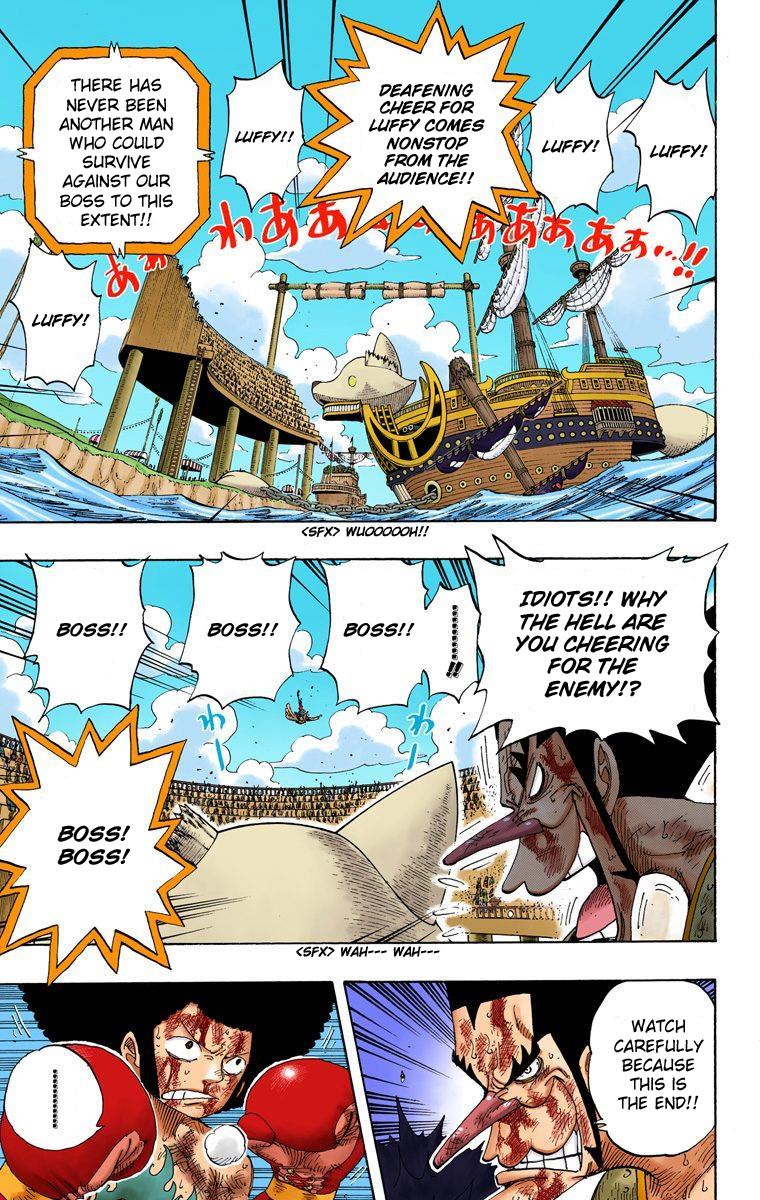 LUFFY!
LUFFY!
DEAFENING
CHEER FOR
LUFFY COMES
NONSTOP
FROM THE
AUDIENCE!!
LUFFY!!
THERE HAS
NEVER BEEN
ANOTHER MAN
WHO COULD
SURVIVE
AGAINST OUR
BOSS TO THIS
EXTENT!!
LUFFY!
わああ
ああああぁ…!!
ああ
<SFX> WUOOOOOH!!
IDIOTS!! WHY
THE HELL ARE
YOU CHEERING
FOR THE
ENEMY!?
BOSS!!
BOSS!!
BOSS!!
………!!
わー
わー
BOSS!
BOSS!
<SFX> WAH--- WAH---
WATCH
CAREFULLY
BECAUSE
THIS IS
THE END!!
………